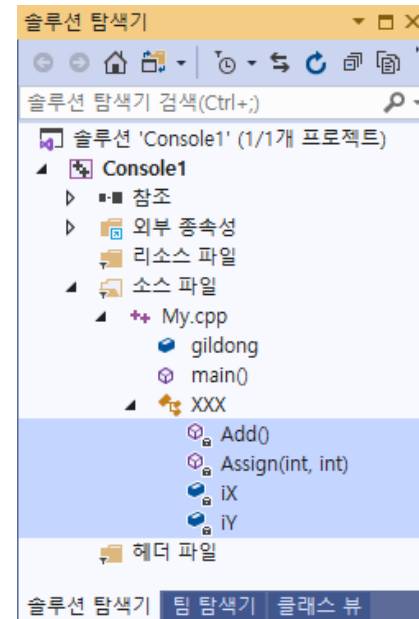 솔루션 탐색기
솔루션 탐색기 검색(Ctrl+;)
솔루션 'Console1' (1/1개 프로젝트)
Console1
참조
외부 종속성
리소스 파일
소스 파일
My.cpp
gildong
main()
XXX
Add()
Assign(int, int)
iX
iY
헤더 파일
솔루션 탐색기 팀 탐색기 클래스 뷰